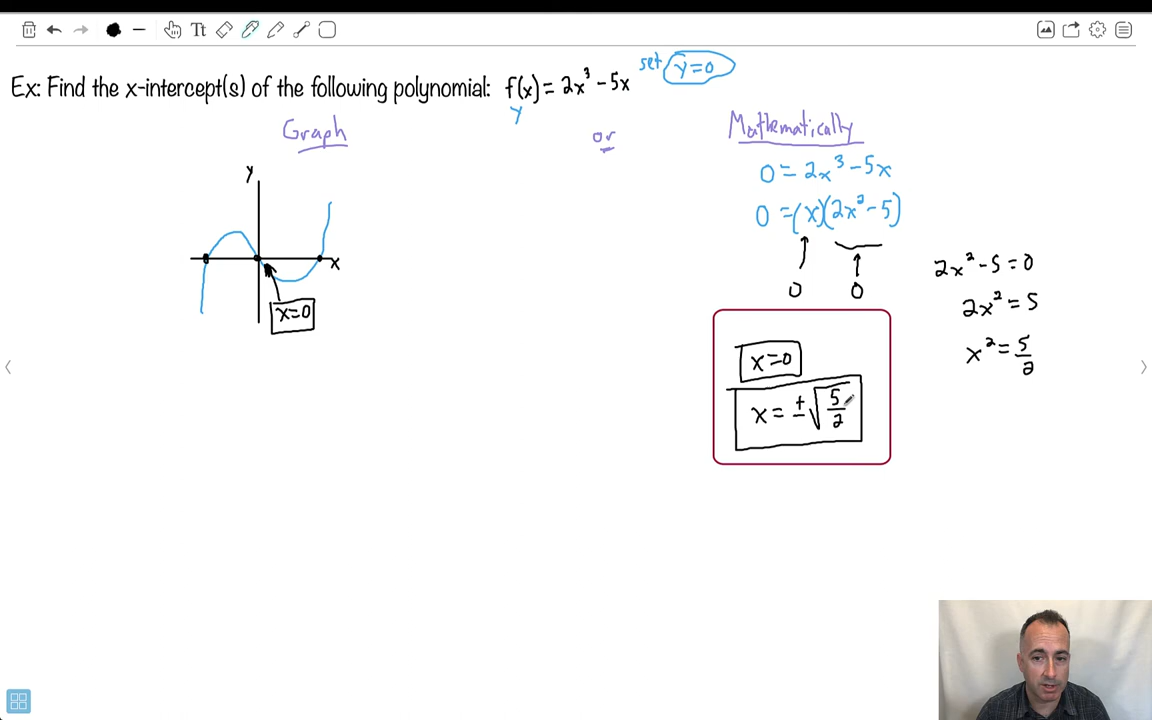 Tt
set y=0
Ex: Find the x-intercept(s) of the following polynomial: f(x) = 2x³ - 5x
y
Graph
or
Mathematically
y
x
x=0
0 = 2x³ - 5x
0 = (x)(2x² - 5)
0 0
2x² - 5 = 0
2x² = 5
x² = 5/2
x=0
x = ±√5/2